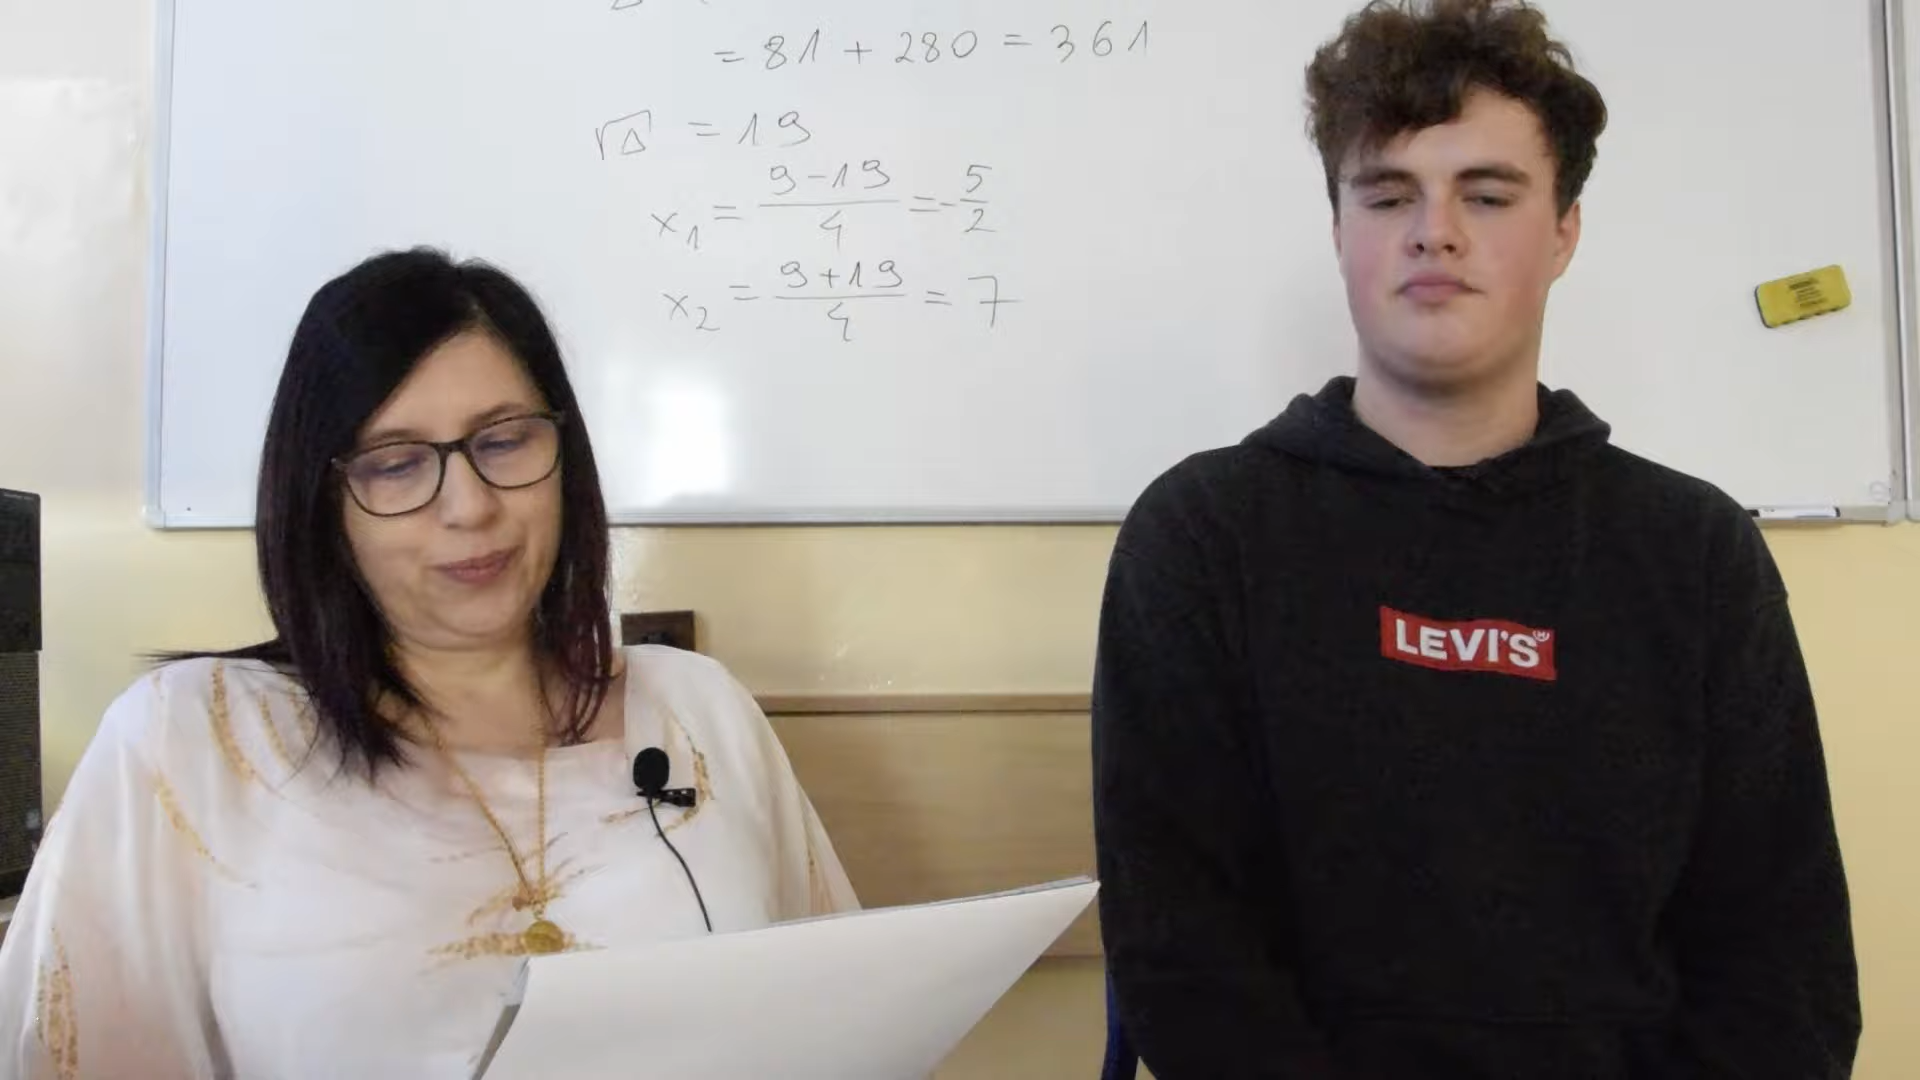 = 81 + 280 = 361
√Δ = 19
x₁ = (9-19)/4 = -5/2
x₂ = (9+19)/4 = 7
LEVI'S